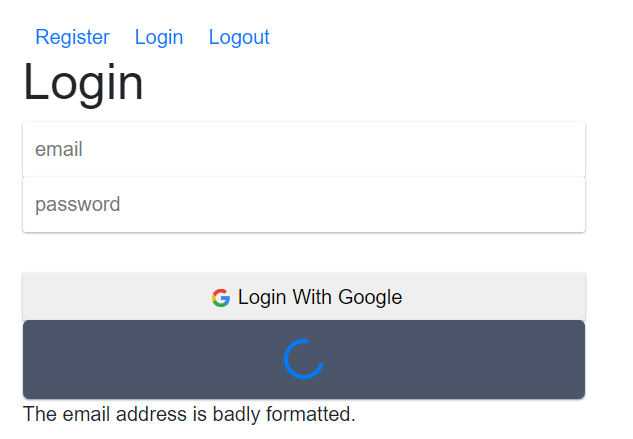 Register Login Logout
Login
email
password
Login With Google
The email address is badly formatted.